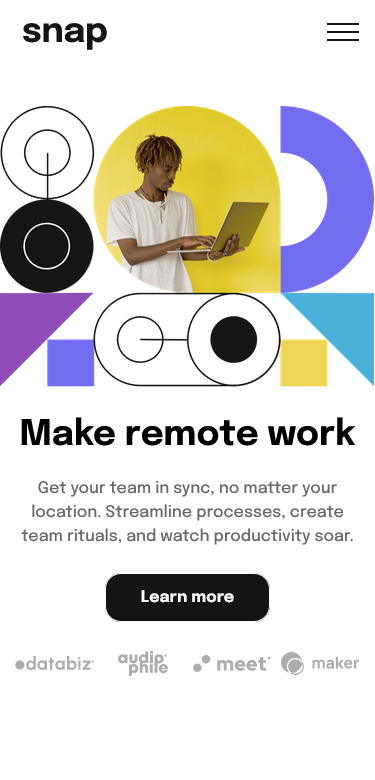 snap
Make remote work
Get your team in sync, no matter your
location. Streamline processes, create
team rituals, and watch productivity soar.
Learn more
databiz
audiophile
meet
maker